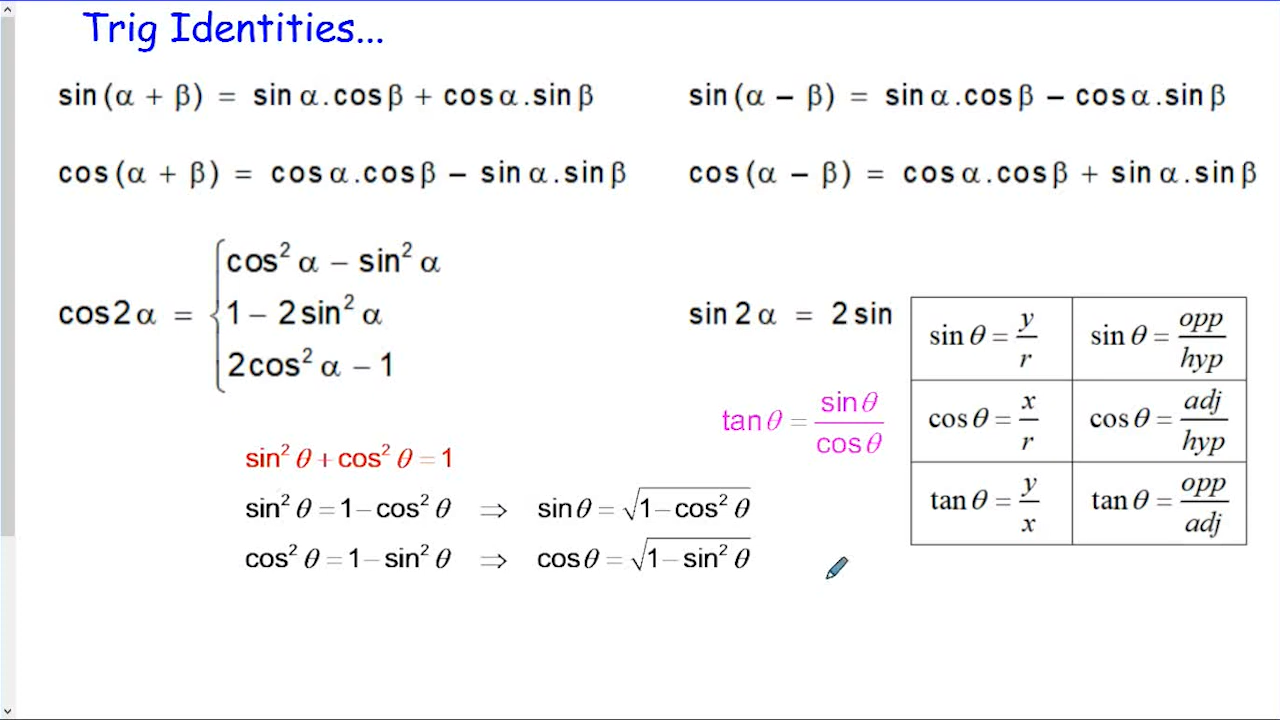 Trig Identities...
sin(α + β) = sin α.cos β + cos α.sin β
sin(α − β) = sin α.cos β − cos α.sin β
cos(α + β) = cos α.cos β − sin α.sin β
cos(α − β) = cos α.cos β + sin α.sin β
cos² α − sin² α
cos2α = { 1 − 2sin² α
2cos² α − 1
sin 2α = 2 sin
tan θ = sin θ / cos θ
sin θ = y/r
sin θ = opp/hyp
cos θ = x/r
cos θ = adj/hyp
tan θ = y/x
tan θ = opp/adj
sin² θ + cos² θ = 1
sin² θ = 1 − cos² θ ⇒ sin θ = √(1 − cos² θ)
cos² θ = 1 − sin² θ ⇒ cos θ = √(1 − sin² θ)